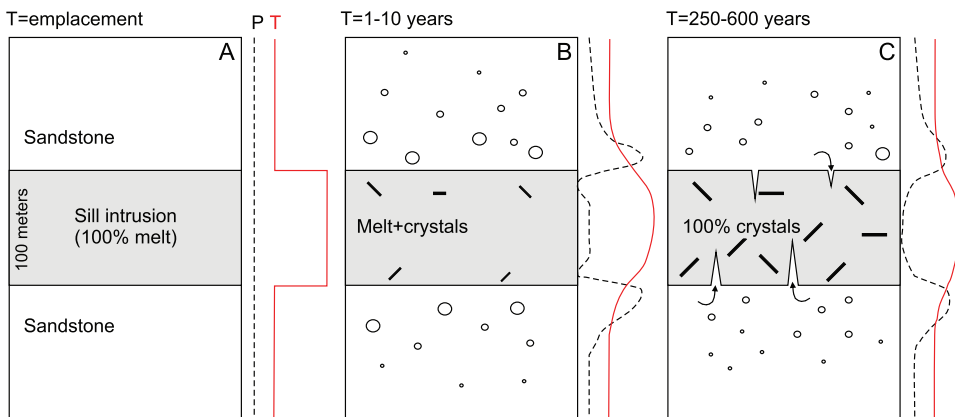 T=emplacement
P T
T=1-10 years
T=250-600 years
A
B
C
Sandstone
100 meters
Sill intrusion
(100% melt)
Sandstone
Melt+crystals
100% crystals